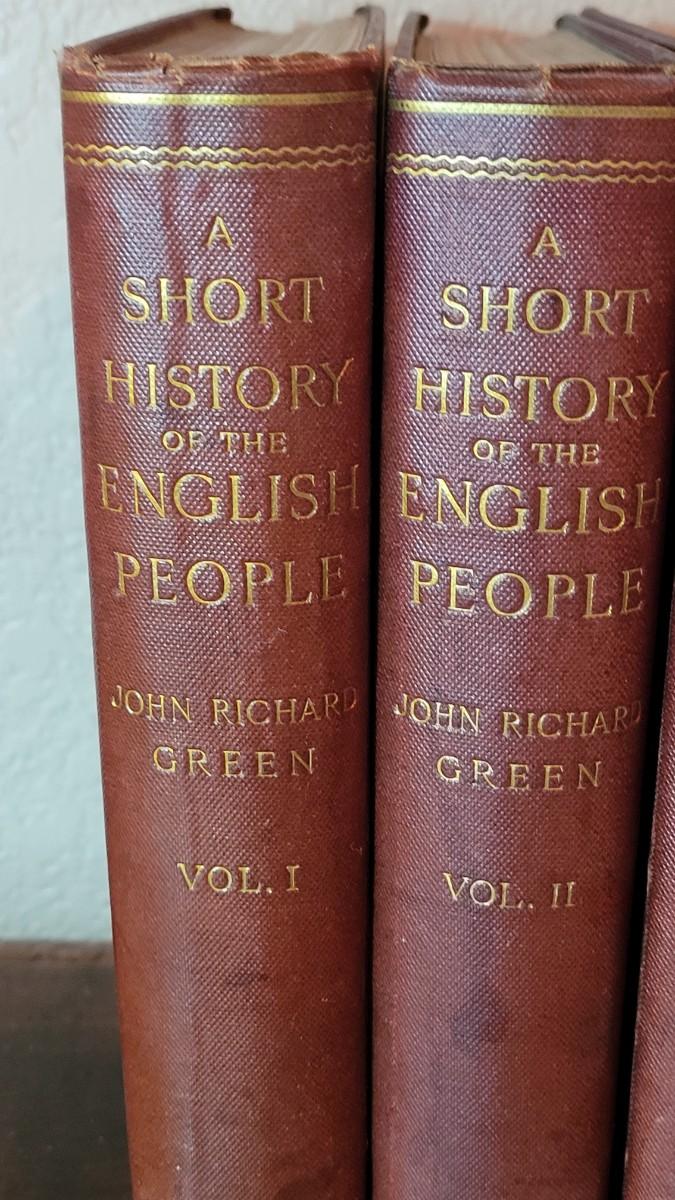 A
SHORT
HISTORY
OF THE
ENGLISH
PEOPLE
JOHN RICHARD
GREEN
VOL. I
A
SHORT
HISTORY
OF THE
ENGLISH
PEOPLE
JOHN RICHARD
GREEN
VOL. II